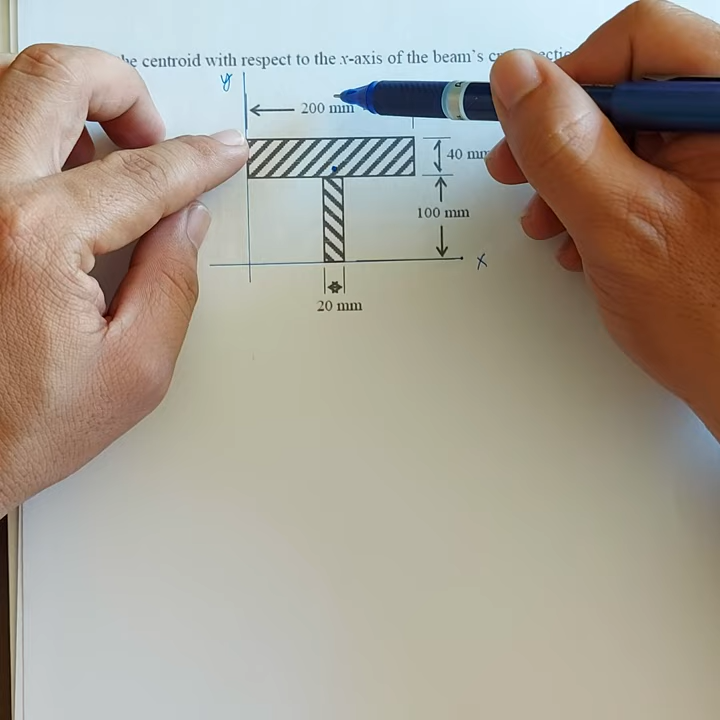 centroid with respect to the x-axis of the beam's
y
200 mm
40 mm
100 mm
x
20 mm